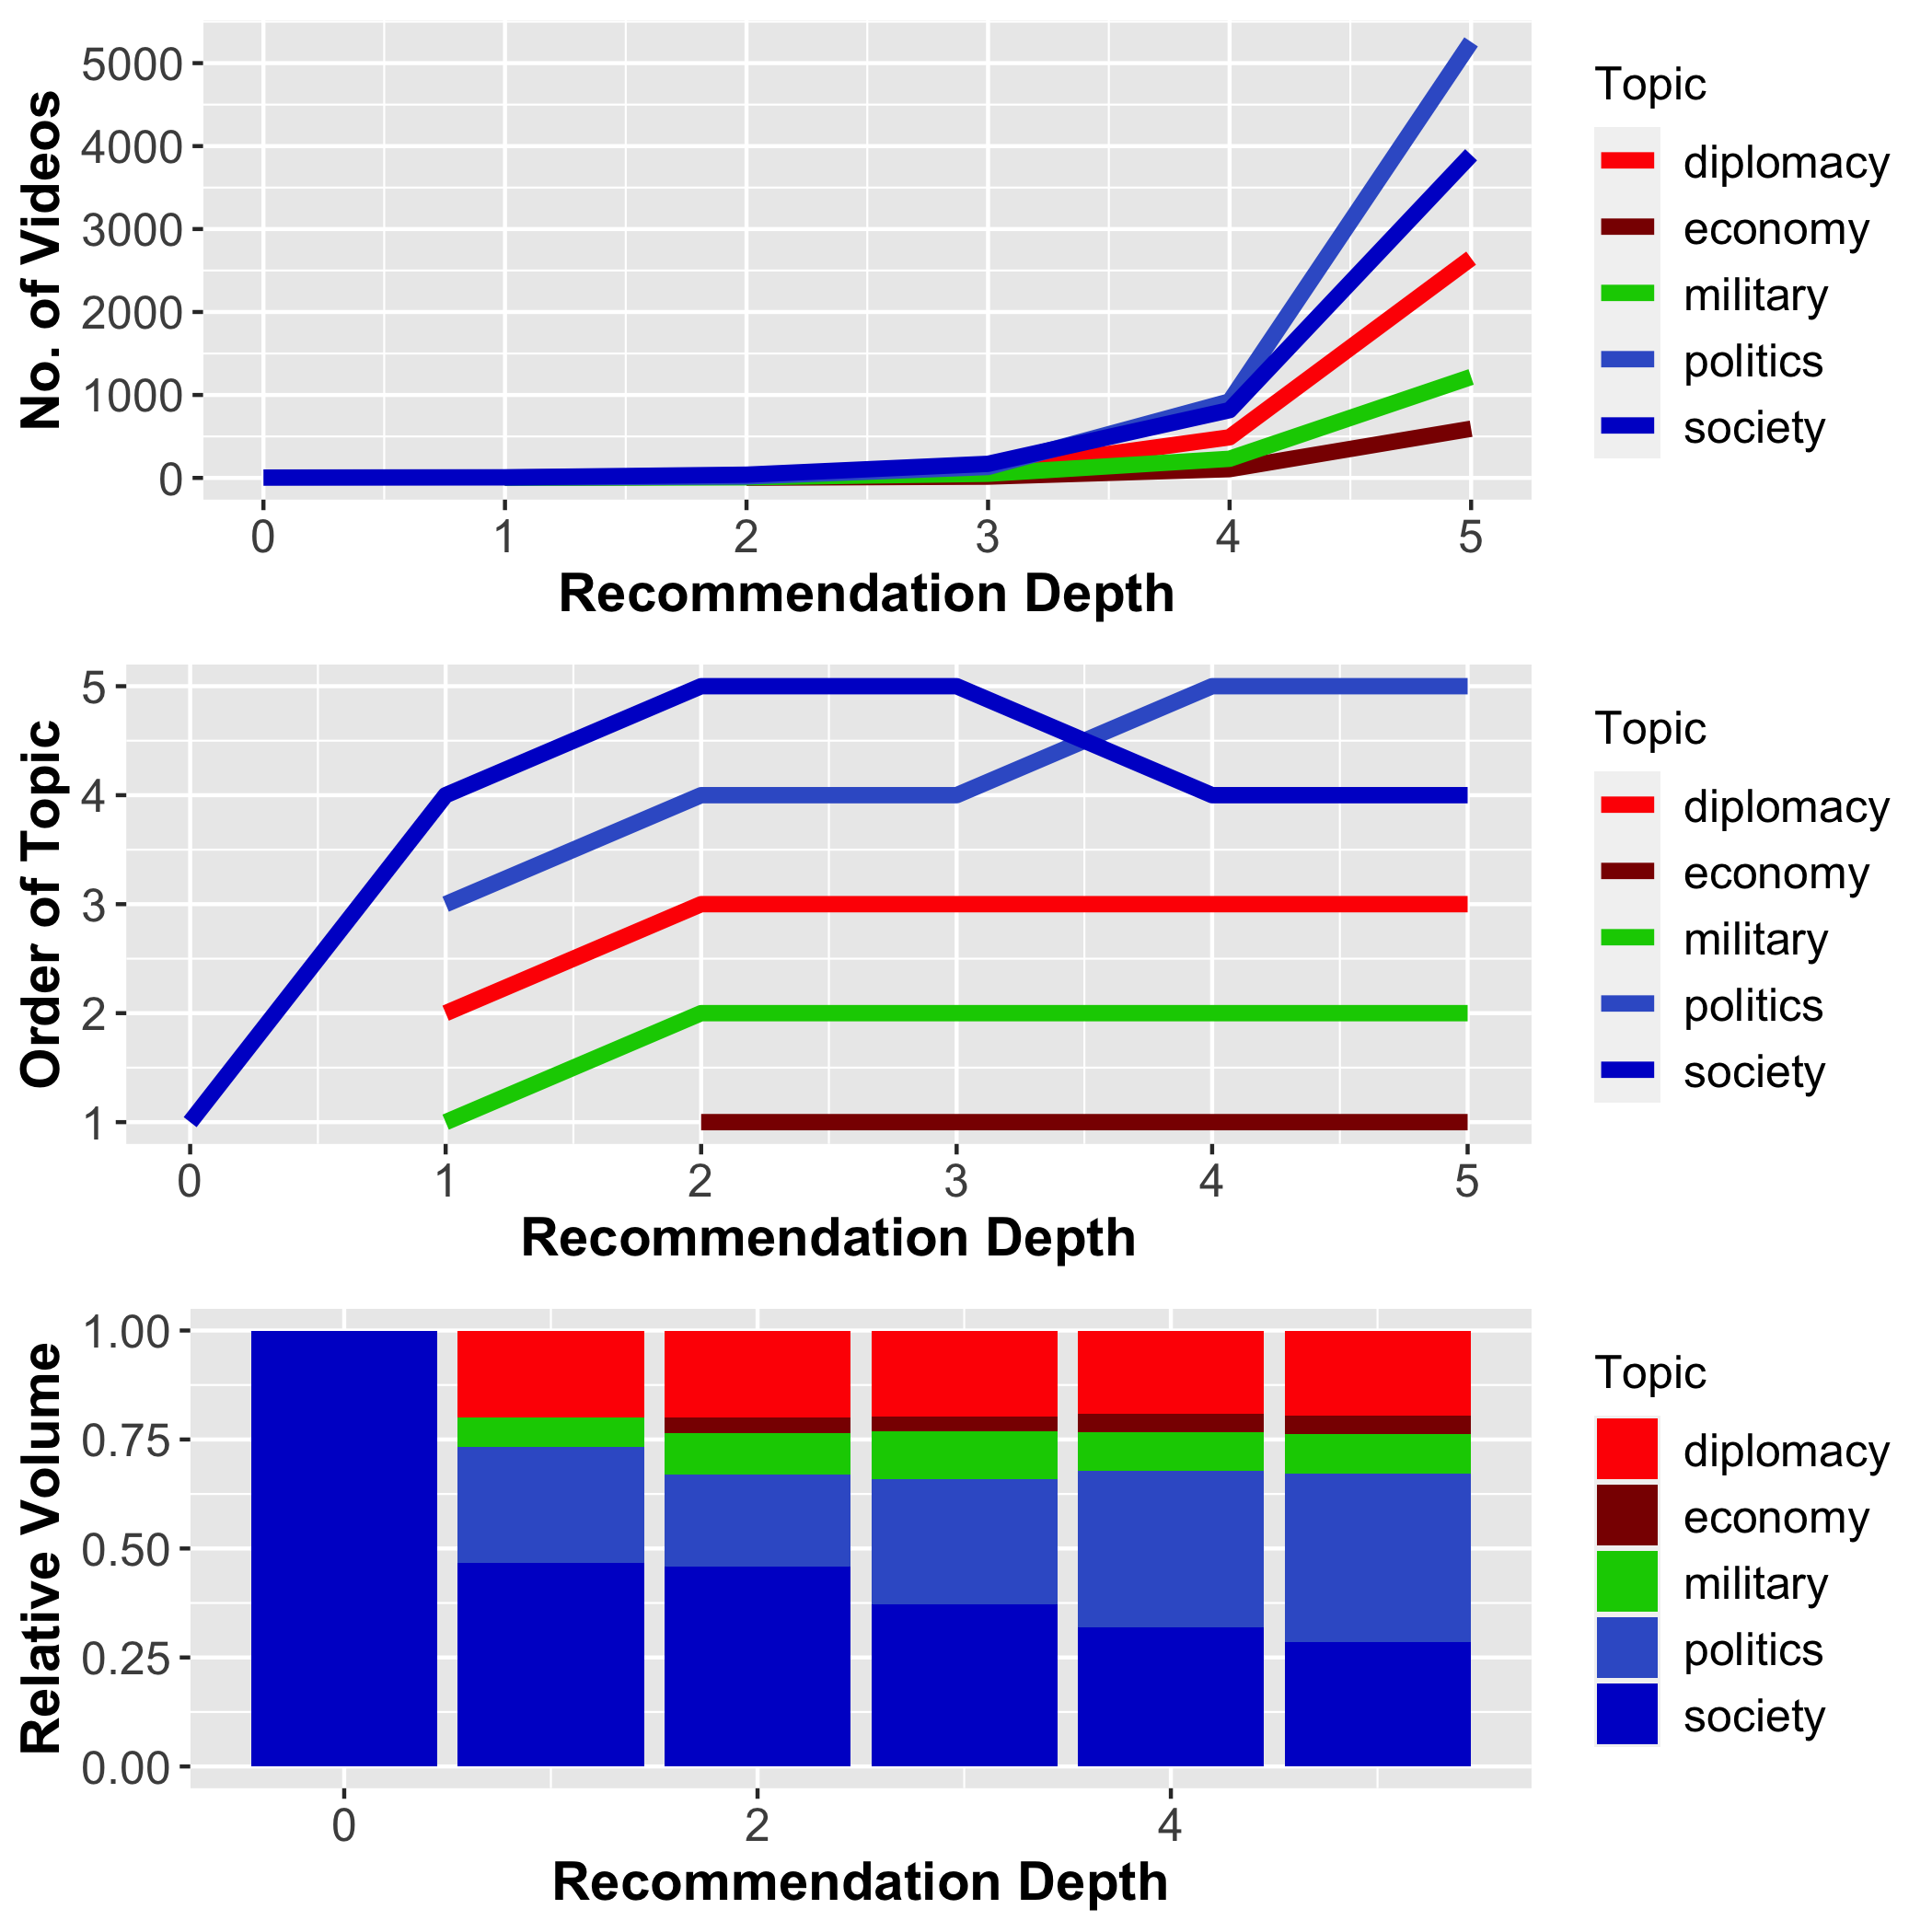 No. of Videos
5000
4000
3000
2000
1000
0
0 1 2 3 4 5
Recommendation Depth
Topic
diplomacy
economy
military
politics
society
Order of Topic
5
4
3
2
1
0 1 2 3 4 5
Recommendation Depth
Topic
diplomacy
economy
military
politics
society
Relative Volume
1.00
0.75
0.50
0.25
0.00
0 2 4
Recommendation Depth
Topic
diplomacy
economy
military
politics
society